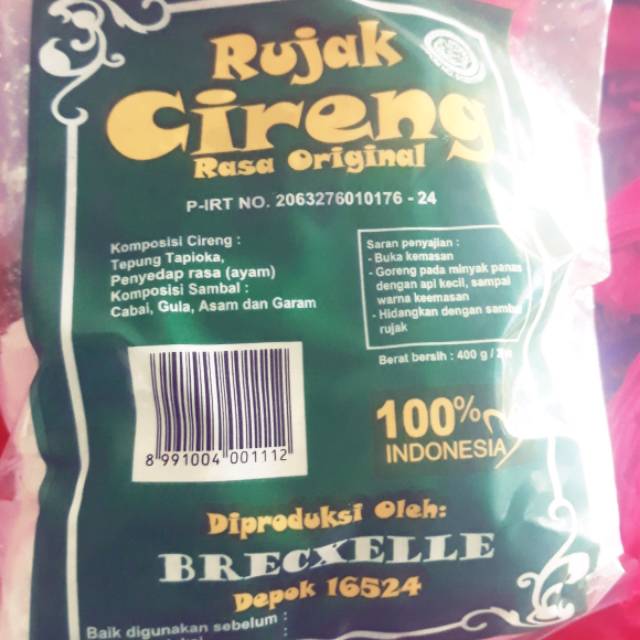 Rujak
Cireng
Rasa Original
P-IRT NO. 2063276010176 - 24
Komposisi Cireng :
Tepung Tapioka,
Penyedap rasa (ayam)
Komposisi Sambal :
Cabai, Gula, Asam dan Garam
Saran penyajian :
- Buka kemasan
- Goreng pada minyak panas
dengan api kecil, sampai
warna keemasan
- Hidangkan dengan sambal
rujak
Berat bersih : 400 g /
8 991004 001112
100%
INDONESIA
Diproduksi Oleh:
BRECXELLE
Depok 16524
Baik digunakan sebelum :